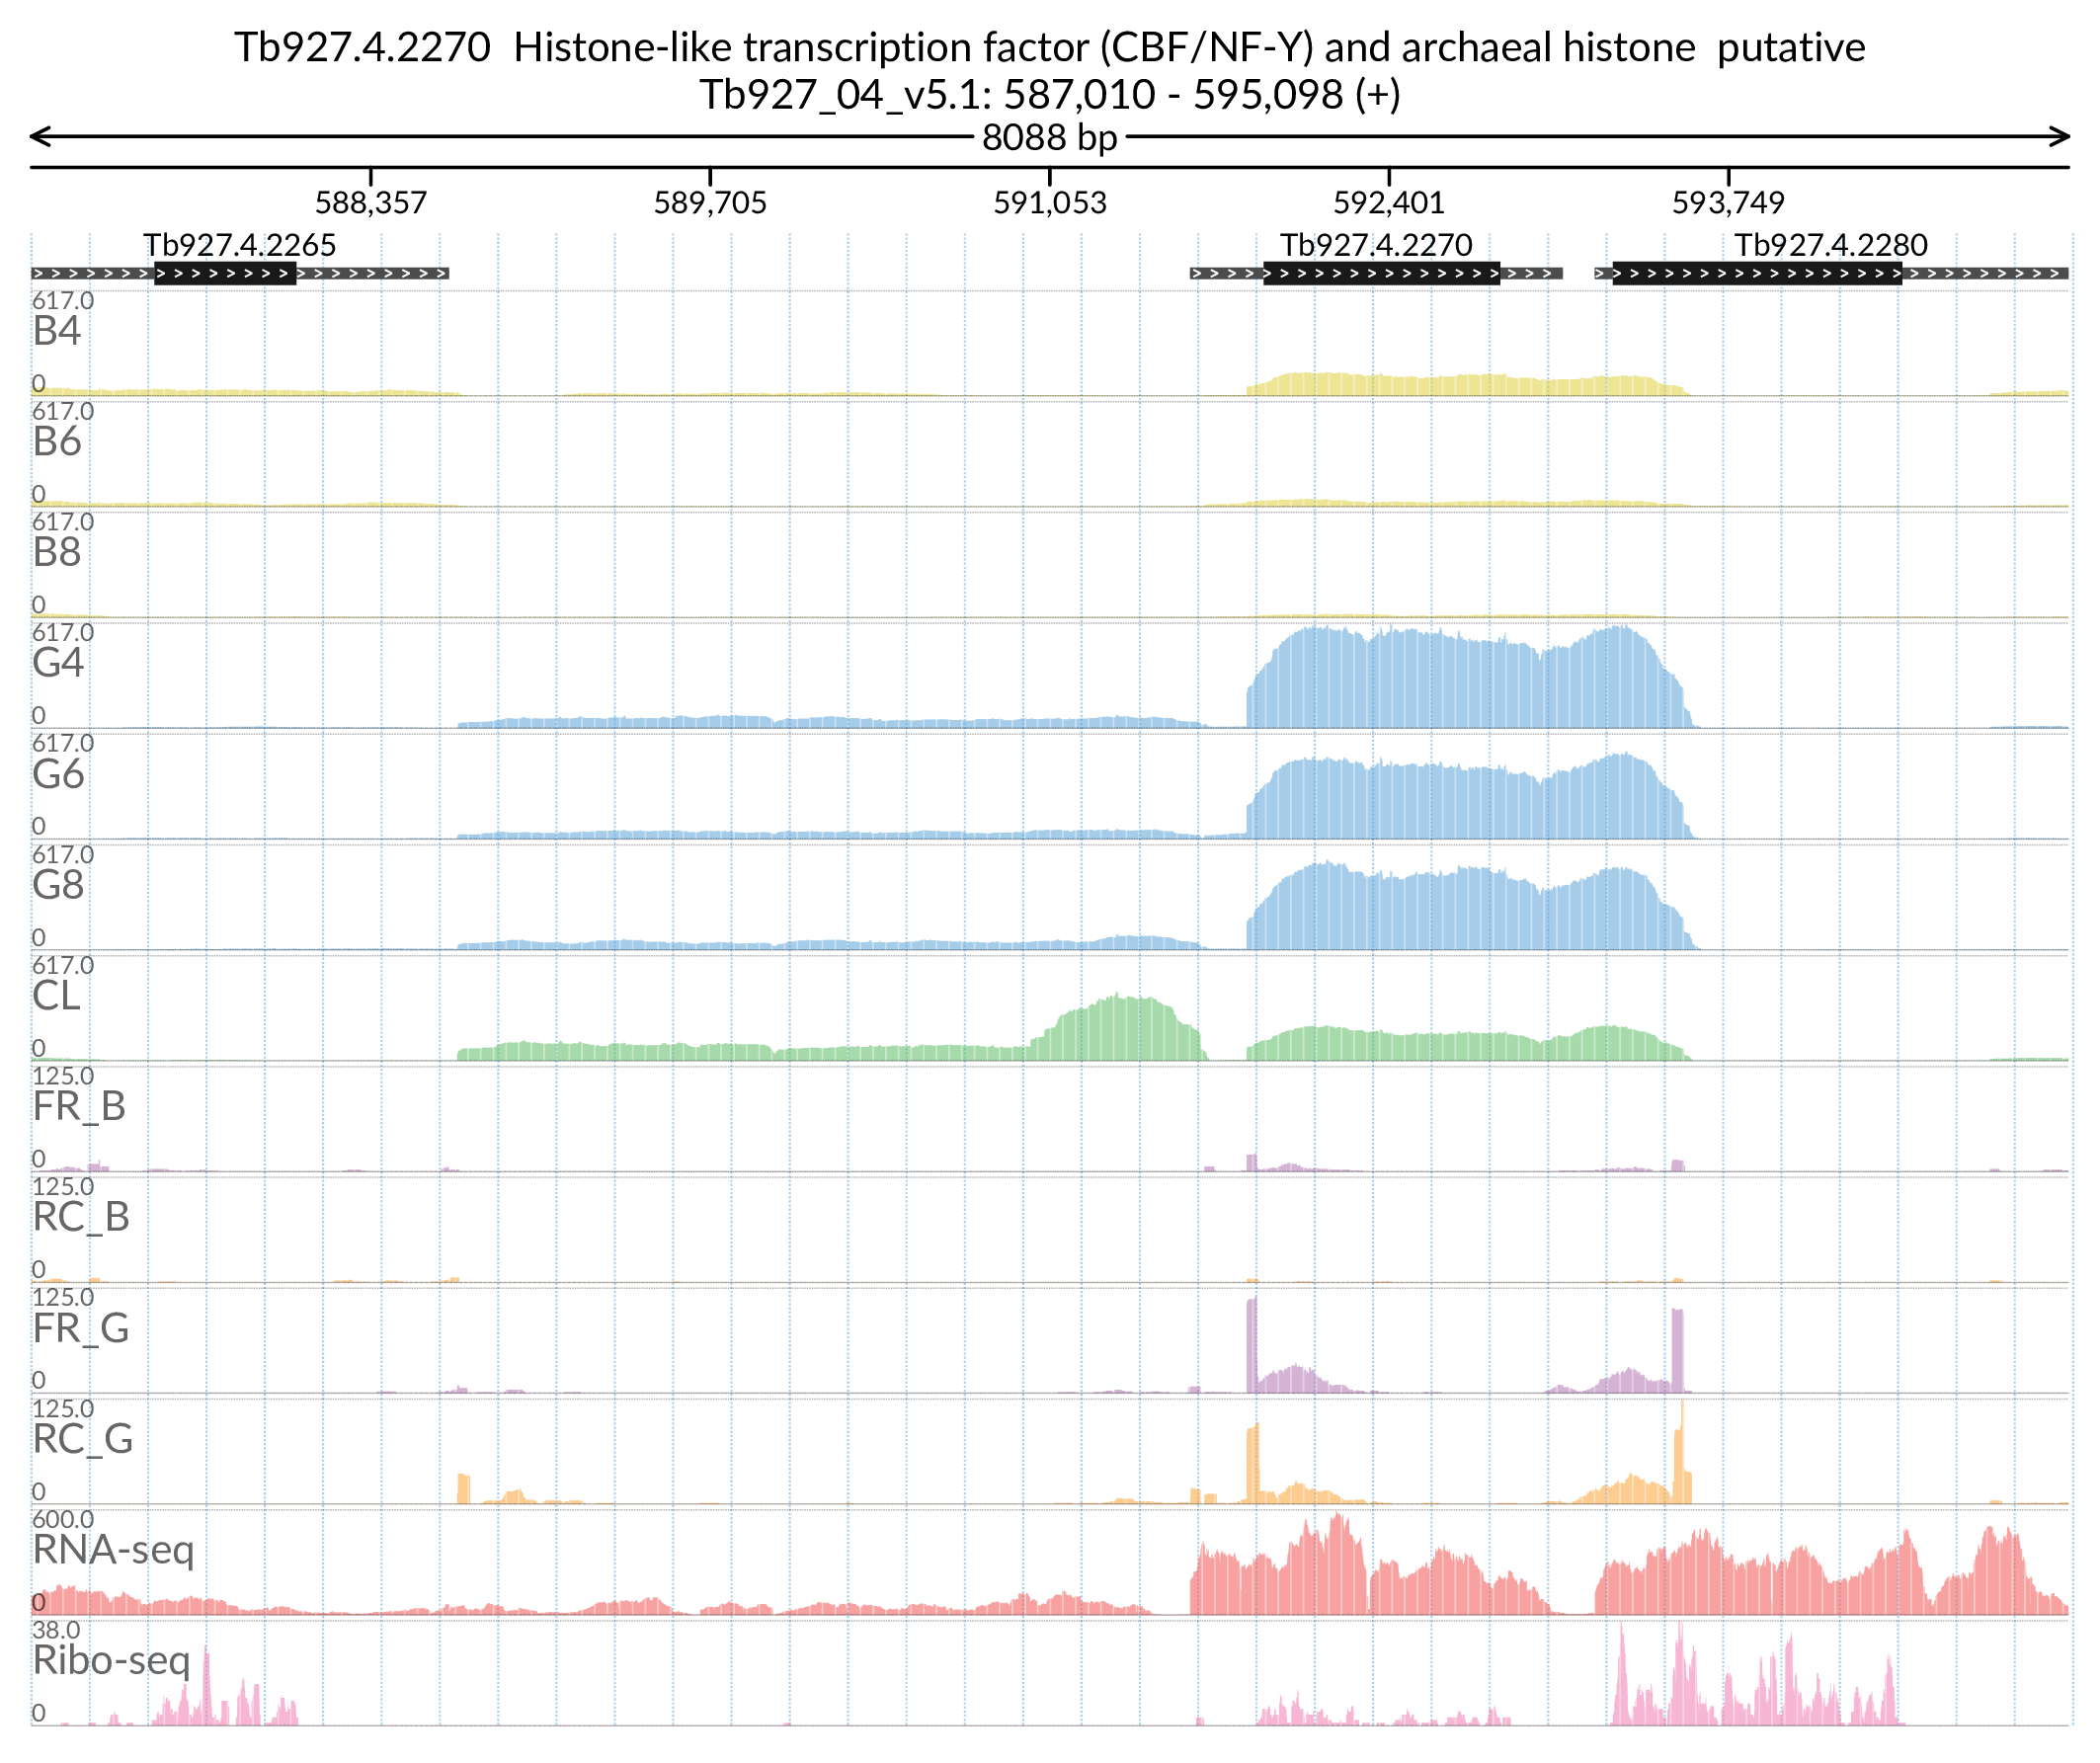 Tb927.4.2270  Histone-like transcription factor (CBF/NF-Y) and archaeal histone  putative
Tb927_04_v5.1: 587,010 - 595,098 (+)
8088 bp
588,357 589,705 591,053 592,401 593,749
Tb927.4.2265 Tb927.4.2270 Tb927.4.2280
617.0
B4
0
617.0
B6
0
617.0
B8
0
617.0
G4
0
617.0
G6
0
617.0
G8
0
617.0
CL
0
125.0
FR_B
0
125.0
RC_B
0
125.0
FR_G
0
125.0
RC_G
0
600.0
RNA-seq
0
38.0
Ribo-seq
0